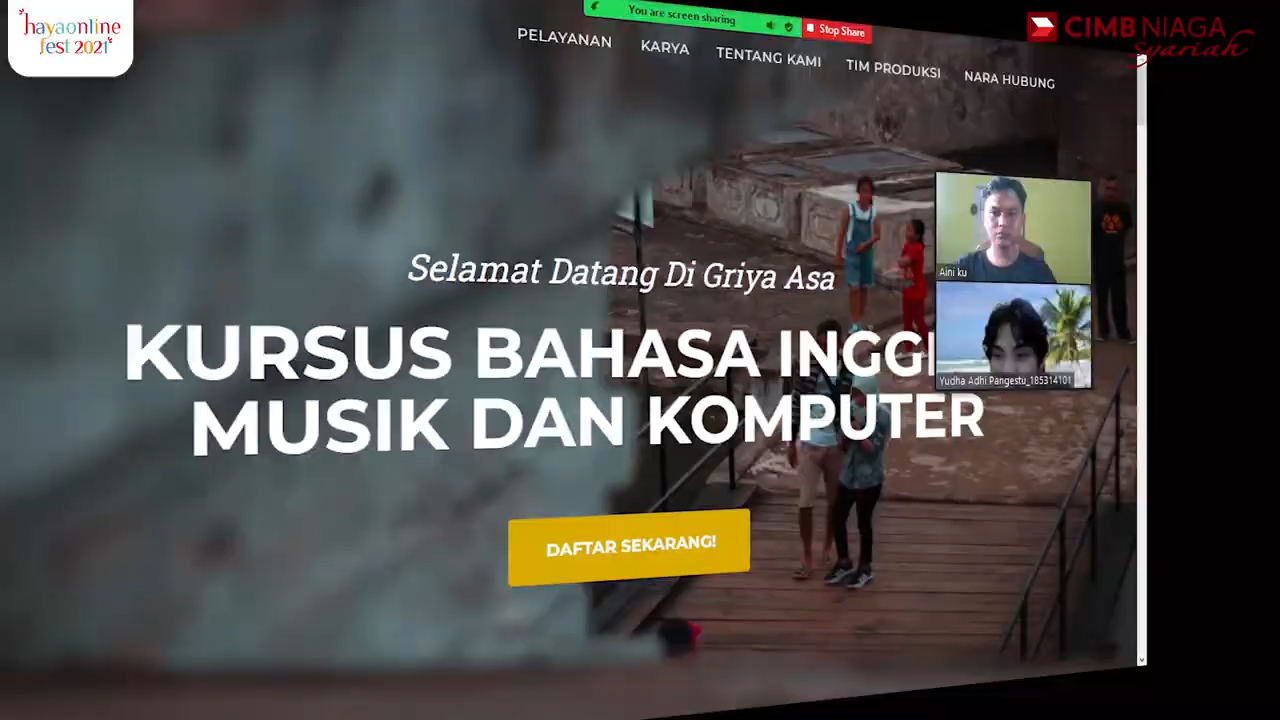 hayaonline
fest 2021
You are screen sharing
Stop Share
CIMB NIAGA
Syariah
PELAYANAN
KARYA
TENTANG KAMI
TIM PRODUKSI
NARA HUBUNG
Aini ku
Yudha Adhi Pangestu_185314101
Selamat Datang Di Griya Asa
KURSUS BAHASA INGG
MUSIK DAN KOMPUTER
DAFTAR SEKARANG!